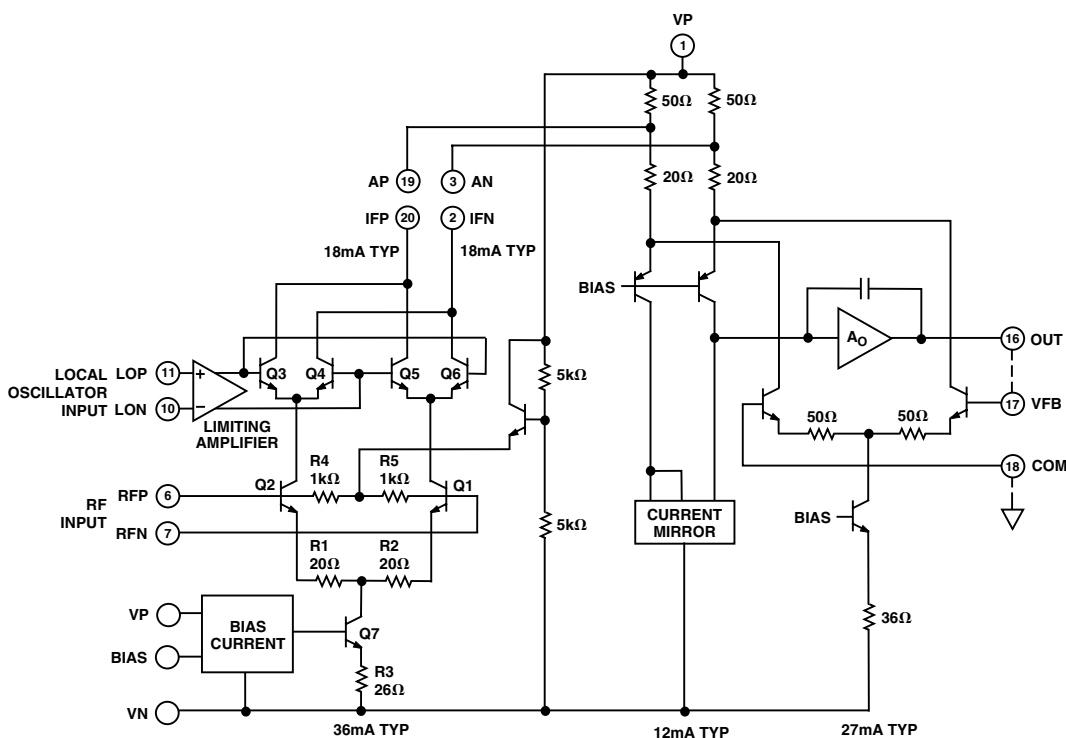 VP
1
50Ω
50Ω
AP 19
3 AN
20Ω
20Ω
IFP 20
2 IFN
18mA TYP
18mA TYP
BIAS
A_O
16 OUT
LOCAL
OSCILLATOR
INPUT
LOP 11
LON 10
+
–
Q3
Q4
Q5
Q6
LIMITING
AMPLIFIER
5kΩ
17 VFB
50Ω
50Ω
R4
1kΩ
R5
1kΩ
18 COM
RF
INPUT
RFP 6
RFN 7
Q2
Q1
CURRENT
MIRROR
BIAS
5kΩ
R1
20Ω
R2
20Ω
VP
BIAS
BIAS
CURRENT
Q7
36Ω
R3
26Ω
VN
36mA TYP
12mA TYP
27mA TYP